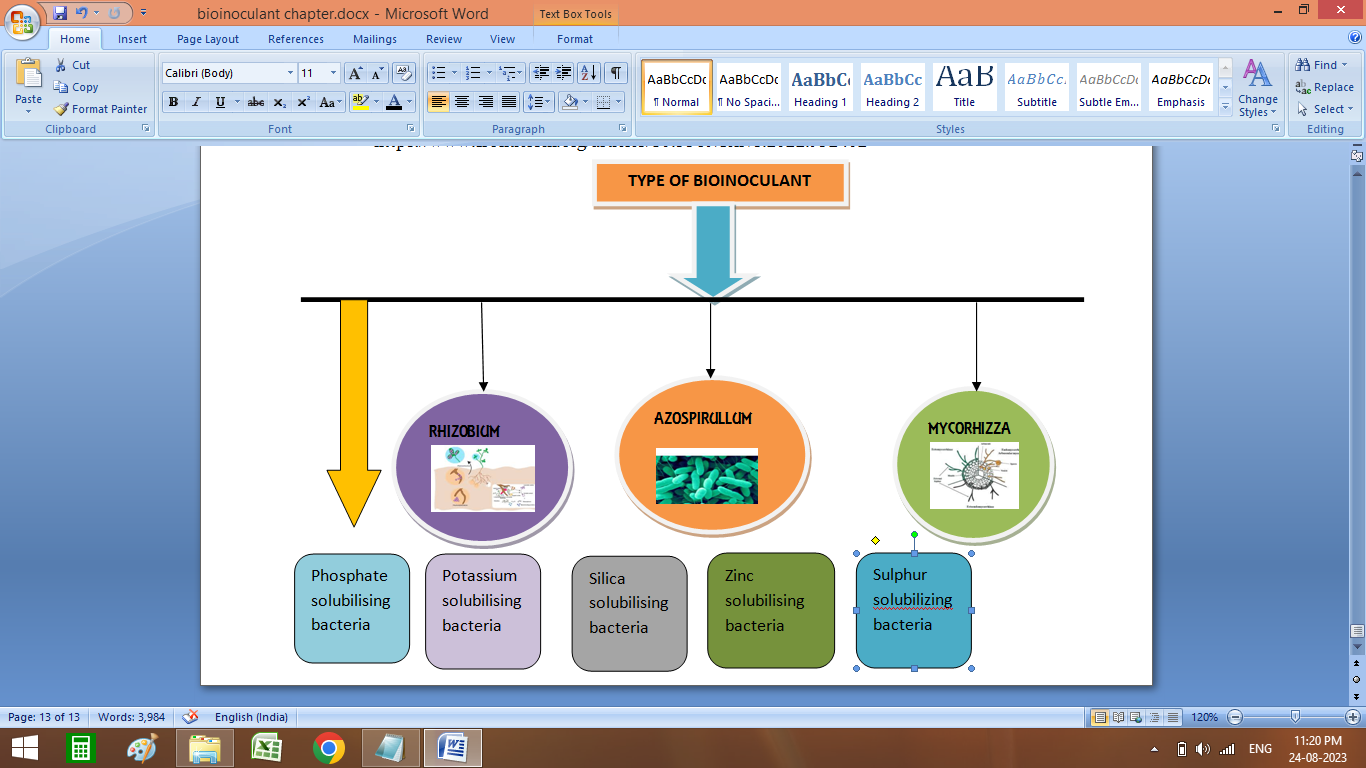 bioinoculant chapter.docx - Microsoft Word
Text Box Tools
Home Insert Page Layout References Mailings Review View Format
Paste
Cut
Copy
Format Painter
Clipboard
Calibri (Body) 11
B I U abc X₂ X² Aa
Font
Paragraph
AaBbCcDc AaBbCcDc AaBbC AaBbCc AaB AaBbCc. AaBbCcDc AaBbCcDc
¶ Normal ¶ No Spaci... Heading 1 Heading 2 Title Subtitle Subtle Em... Emphasis
Styles
Change
Styles
Find
Replace
Select
Editing
TYPE OF BIOINOCULANT
RHIZOBIUM
AZOSPIRULLUM
MYCORHIZZA
Phosphate
solubilising
bacteria
Potassium
solubilising
bacteria
Silica
solubilising
bacteria
Zinc
solubilising
bacteria
Sulphur
solubilizing
bacteria
Page: 13 of 13 Words: 3,984 English (India) 120%
ENG
11:20 PM
24-08-2023